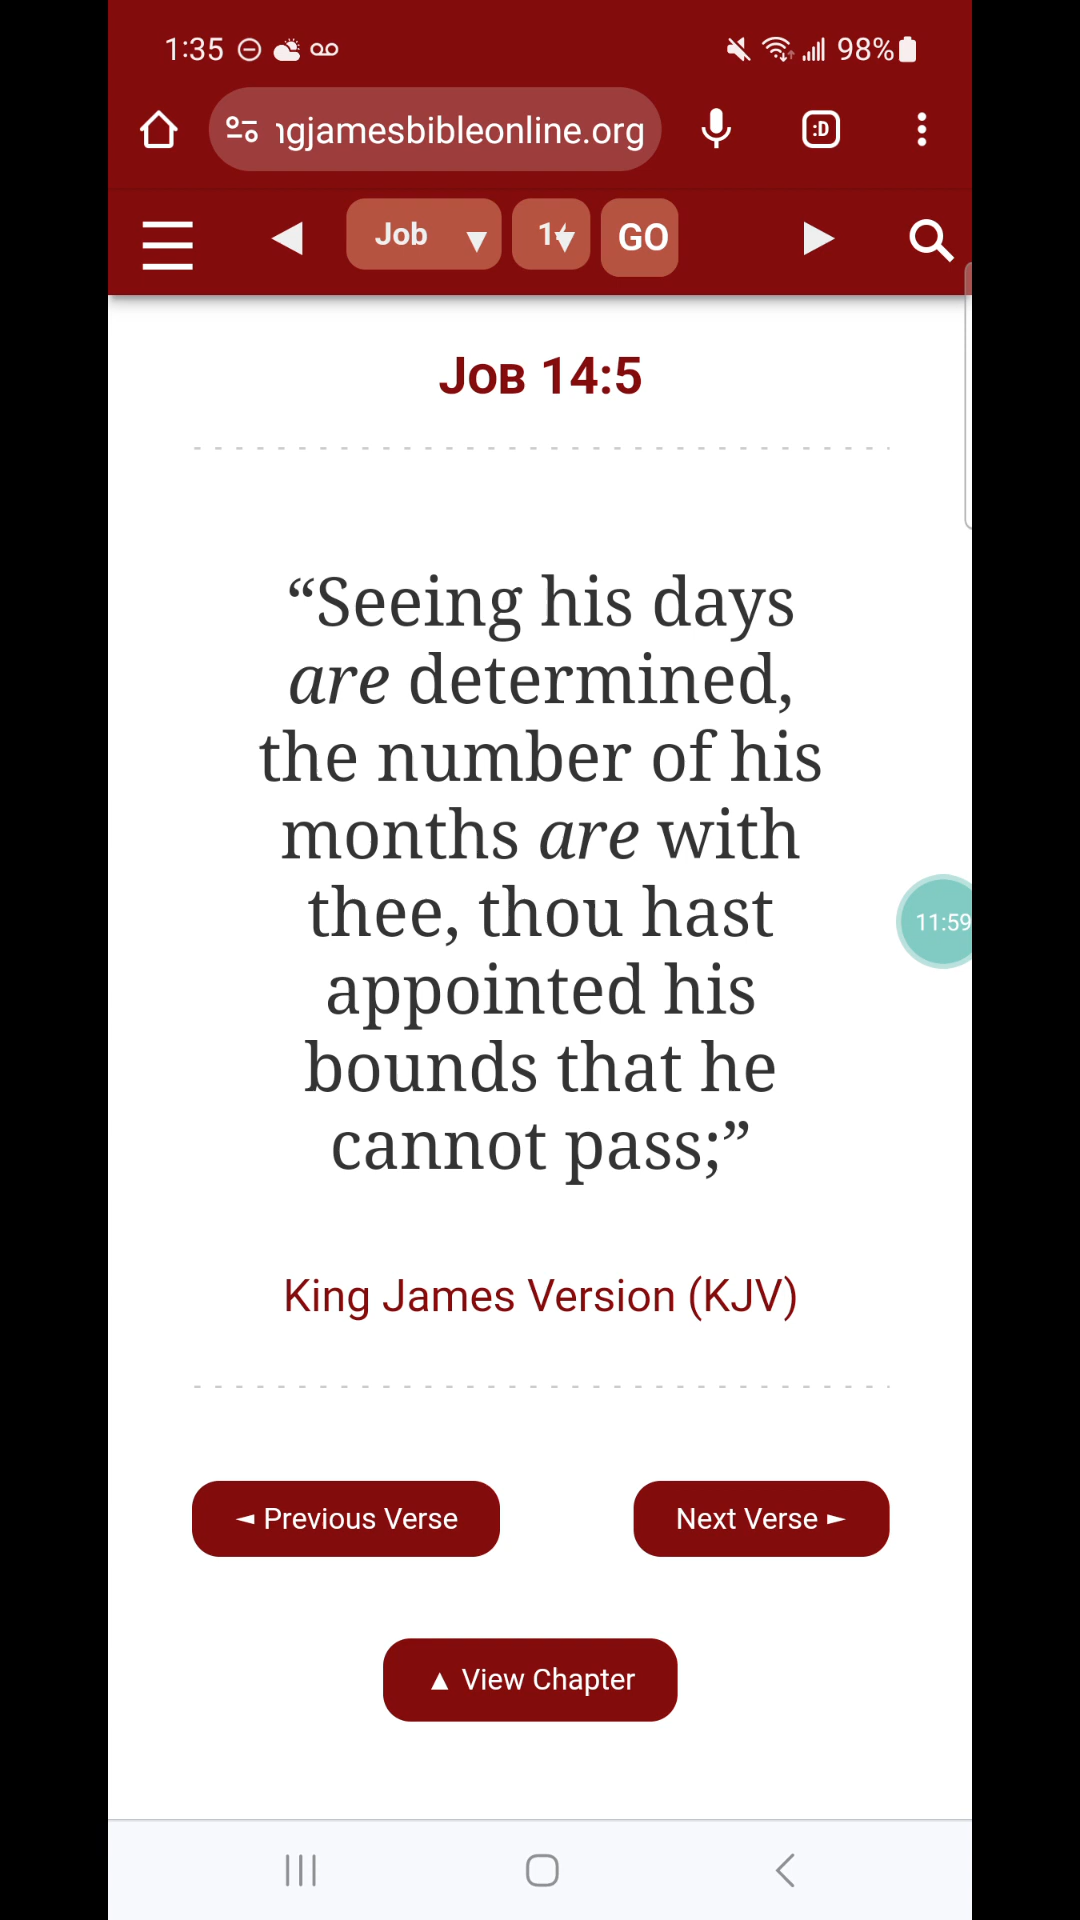 1:35 98%
ngjamesbibleonline.org :D
Job GO
JOB 14:5
“Seeing his days
are determined,
the number of his
months are with
thee, thou hast
appointed his
bounds that he
cannot pass;”
11:59
King James Version (KJV)
◄ Previous Verse Next Verse ►
▲ View Chapter